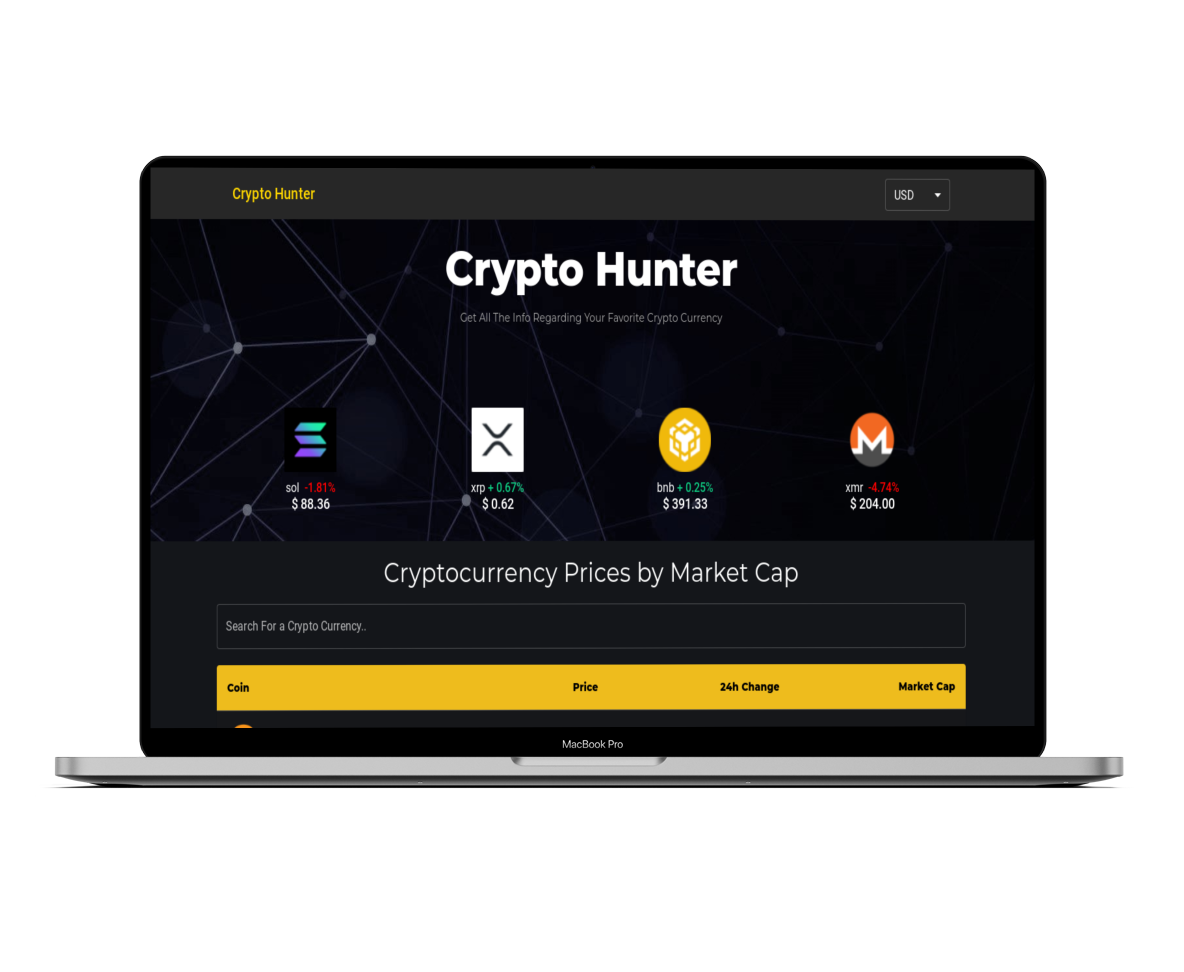 Crypto Hunter
USD
Crypto Hunter
Get All The Info Regarding Your Favorite Crypto Currency
sol -1.81%
$ 88.36
xrp + 0.67%
$ 0.62
bnb + 0.25%
$ 391.33
xmr -4.74%
$ 204.00
Cryptocurrency Prices by Market Cap
Search For a Crypto Currency..
Coin Price 24h Change Market Cap
MacBook Pro